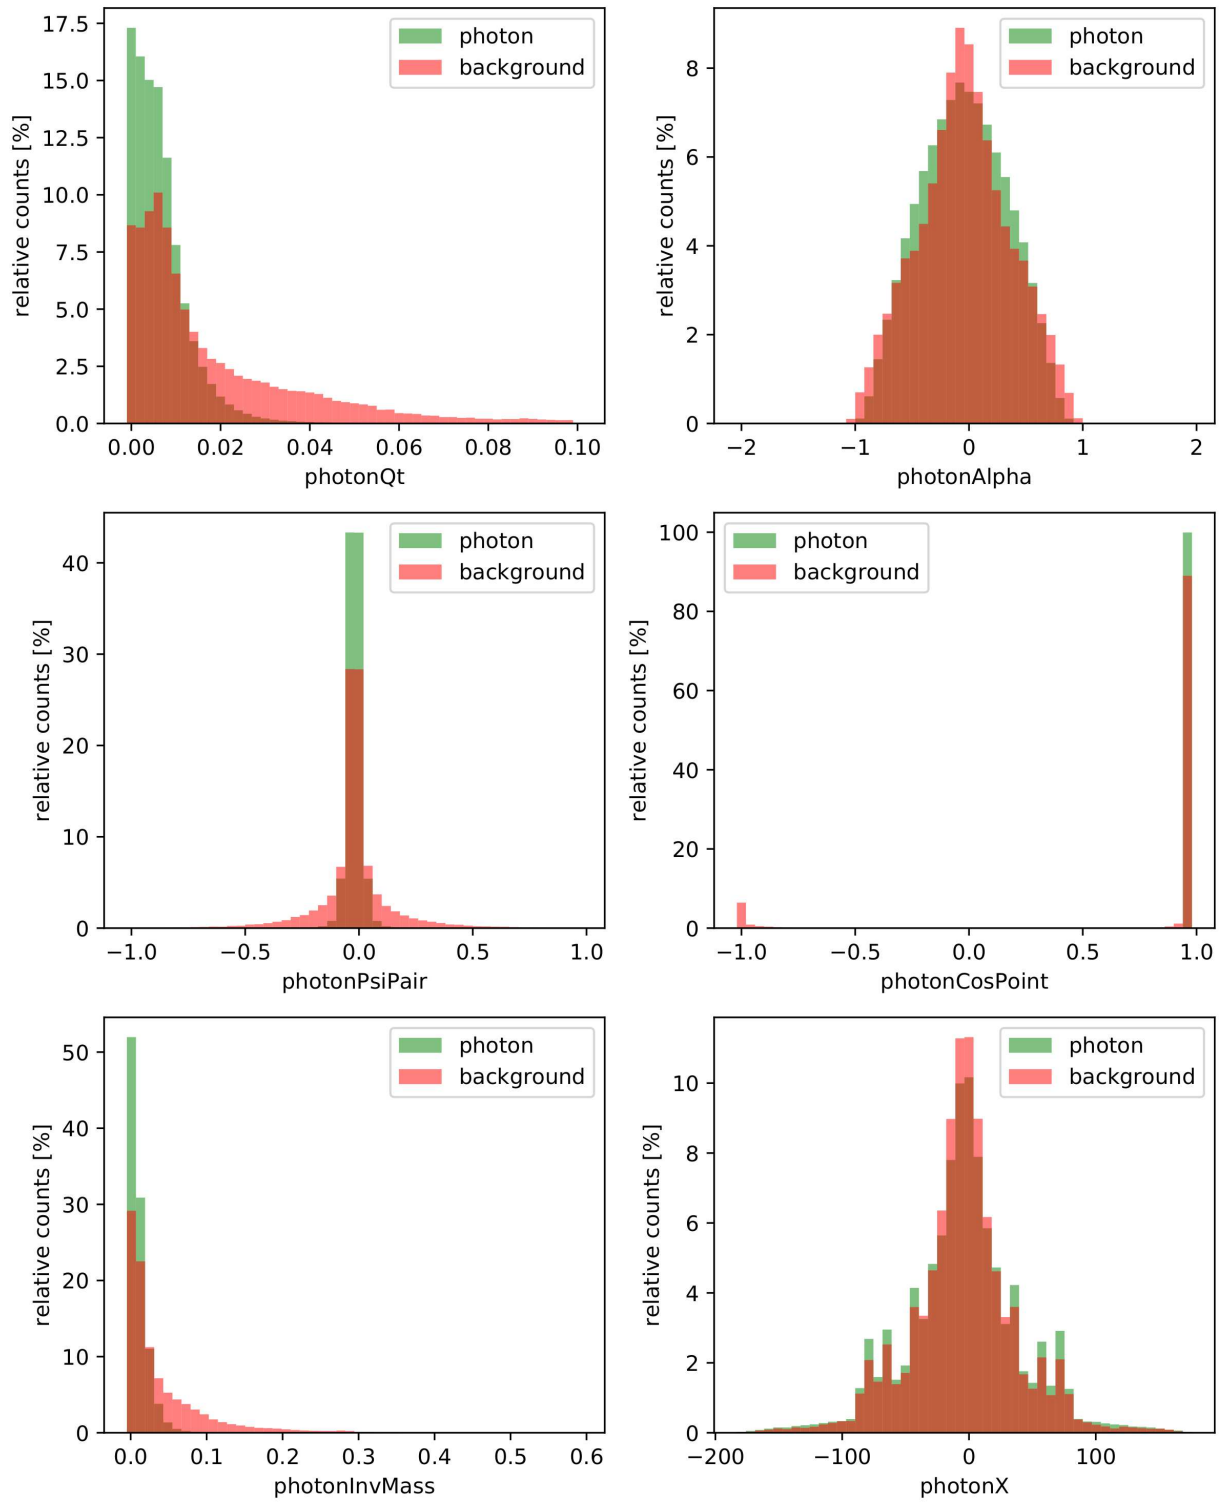 photon
background
relative counts [%]
17.5
15.0
12.5
10.0
7.5
5.0
2.5
0.0
0.00 0.02 0.04 0.06 0.08 0.10
photonQt
photon
background
relative counts [%]
8
6
4
2
0
−2 −1 0 1 2
photonAlpha
photon
background
relative counts [%]
40
30
20
10
0
−1.0 −0.5 0.0 0.5 1.0
photonPsiPair
photon
background
relative counts [%]
100
80
60
40
20
0
−1.0 −0.5 0.0 0.5 1.0
photonCosPoint
photon
background
relative counts [%]
50
40
30
20
10
0
0.0 0.1 0.2 0.3 0.4 0.5 0.6
photonInvMass
photon
background
relative counts [%]
10
8
6
4
2
0
−200 −100 0 100
photonX